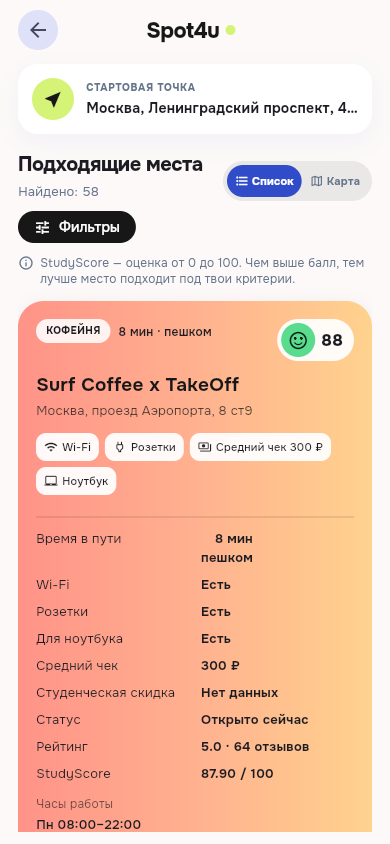 Spot4u
СТАРТОВАЯ ТОЧКА
Москва, Ленинградский проспект, 4...
Подходящие места
Найдено: 58
Список
Карта
Фильтры
StudyScore — оценка от 0 до 100. Чем выше балл, тем
лучше место подходит под твои критерии.
КОФЕЙНЯ
8 мин · пешком
88
Surf Coffee x TakeOff
Москва, проезд Аэропорта, 8 ст9
Wi-Fi
Розетки
Средний чек 300 ₽
Ноутбук
Время в пути 8 мин
пешком
Wi-Fi Есть
Розетки Есть
Для ноутбука Есть
Средний чек 300 ₽
Студенческая скидка Нет данных
Статус Открыто сейчас
Рейтинг 5.0 · 64 отзывов
StudyScore 87.90 / 100
Часы работы
Пн 08:00–22:00